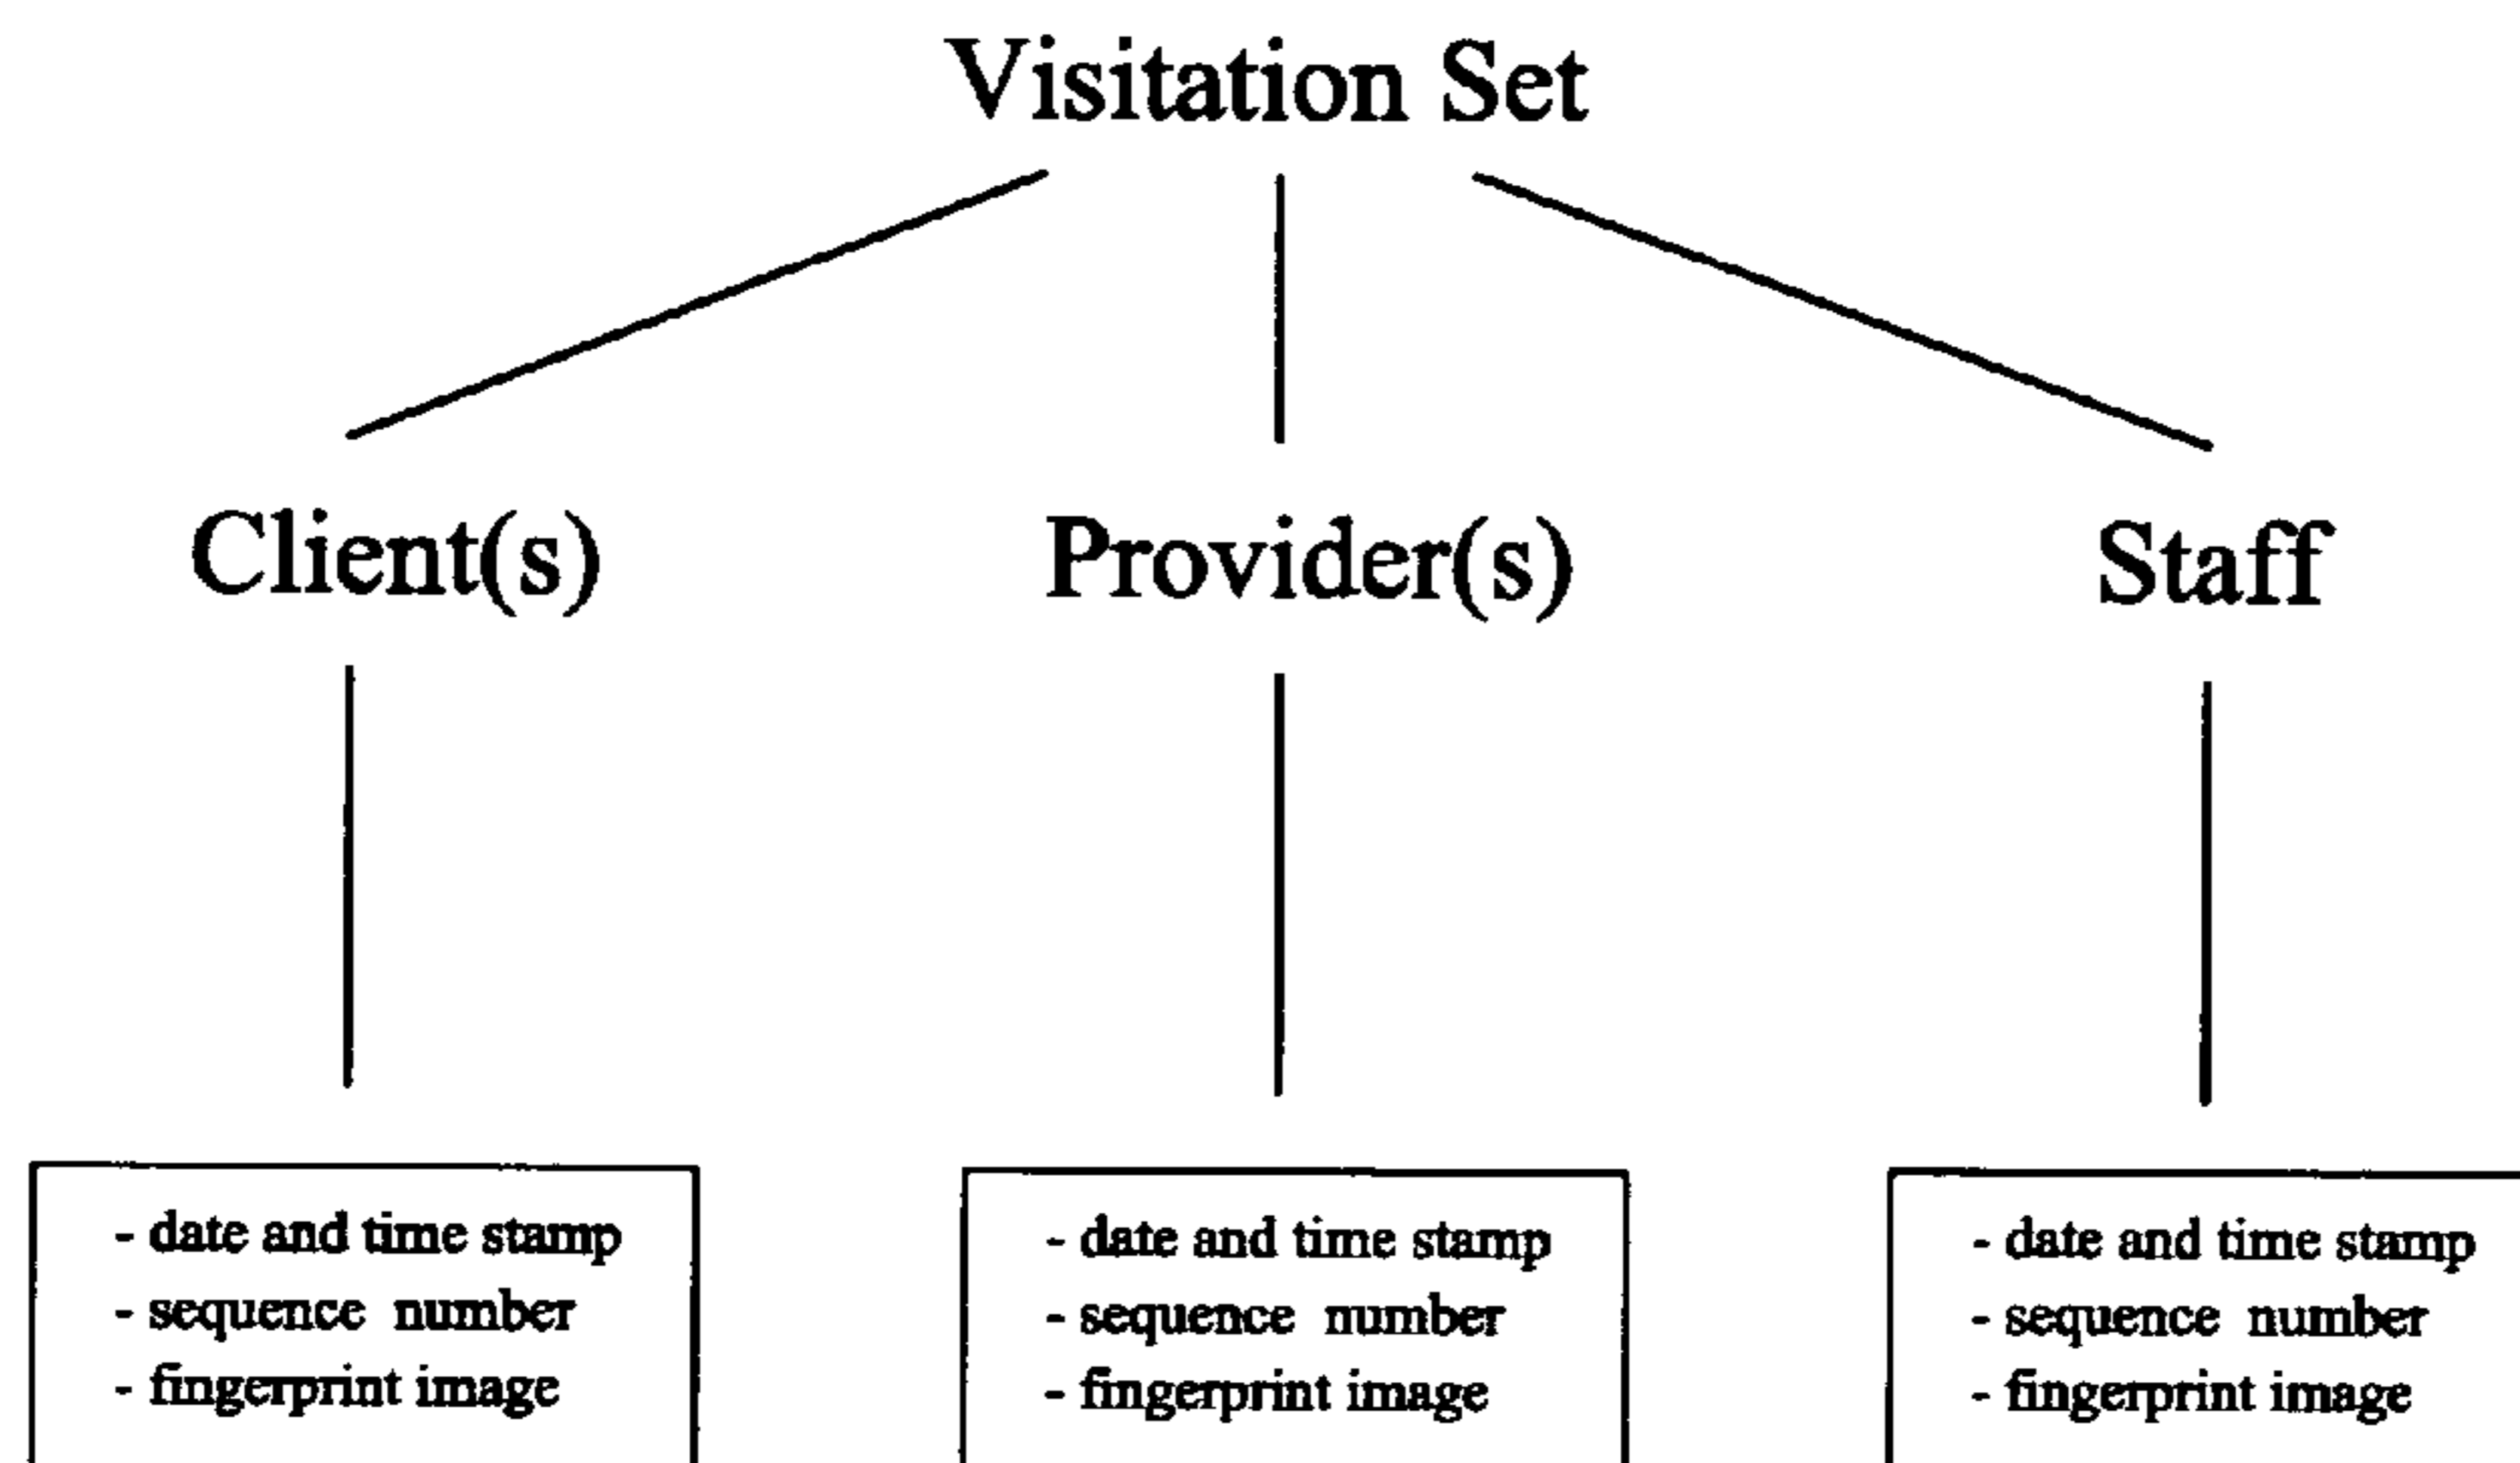 Visitation Set
Client(s)
Provider(s)
Staff
- date and time stamp
- sequence number
- fingerprint image
- date and time stamp
- sequence number
- fingerprint image
- date and time stamp
- sequence number
- fingerprint image